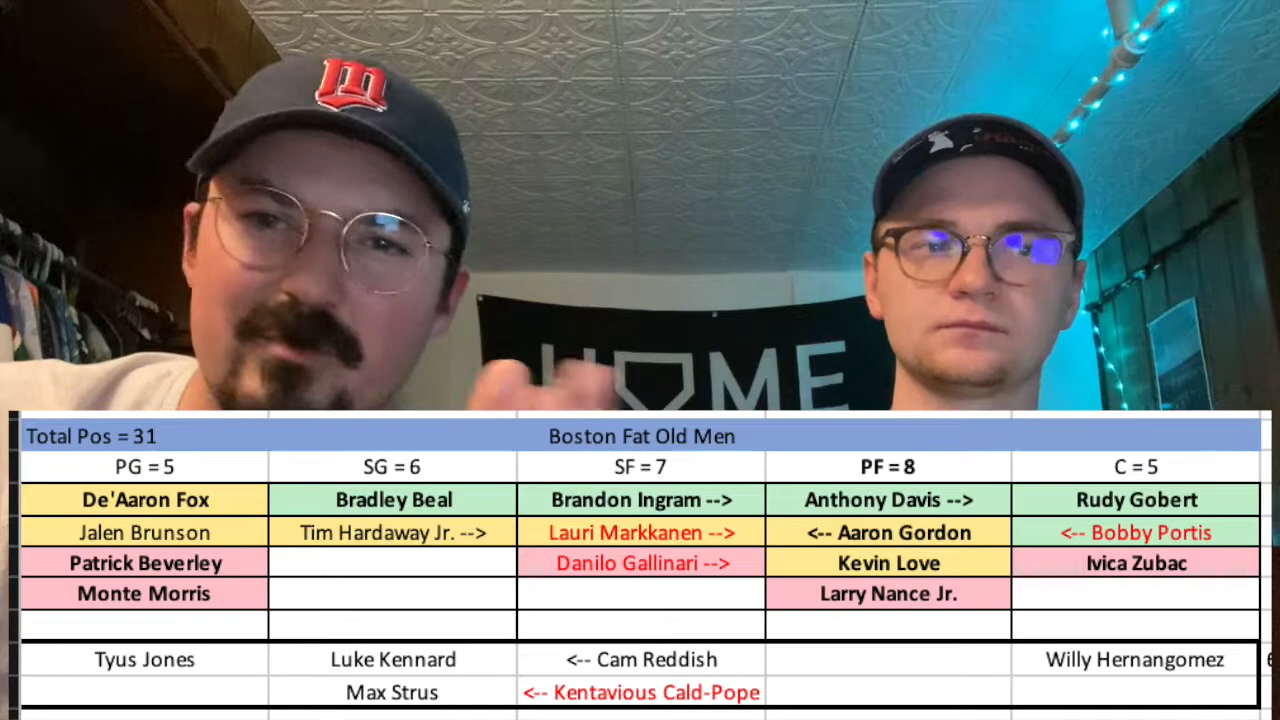 m
HOME
Total Pos = 31 Boston Fat Old Men
PG = 5 SG = 6 SF = 7 PF = 8 C = 5
De'Aaron Fox Bradley Beal Brandon Ingram --> Anthony Davis --> Rudy Gobert
Jalen Brunson Tim Hardaway Jr. --> Lauri Markkanen --> <-- Aaron Gordon <-- Bobby Portis
Patrick Beverley Danilo Gallinari --> Kevin Love Ivica Zubac
Monte Morris Larry Nance Jr.
Tyus Jones Luke Kennard <-- Cam Reddish Willy Hernangomez
Max Strus <-- Kentavious Cald-Pope